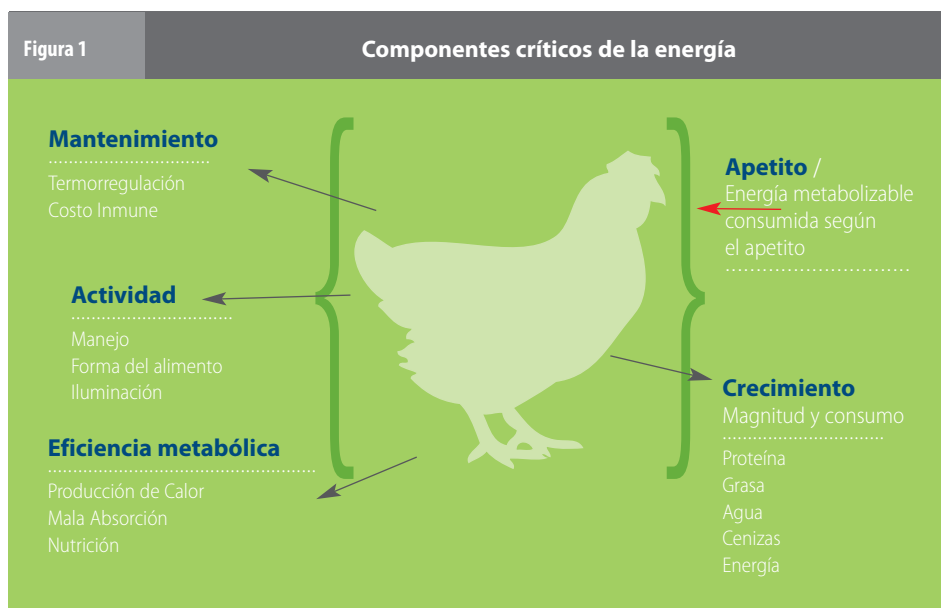 Figura 1
Componentes críticos de la energía
Mantenimiento
Termorregulación
Costo Inmune
Actividad
Manejo
Forma del alimento
Iluminación
Eficiencia metabólica
Producción de Calor
Mala Absorción
Nutrición
Apetito /
Energía metabolizable
consumida según
el apetito
Crecimiento
Magnitud y consumo
Proteína
Grasa
Agua
Cenizas
Energía